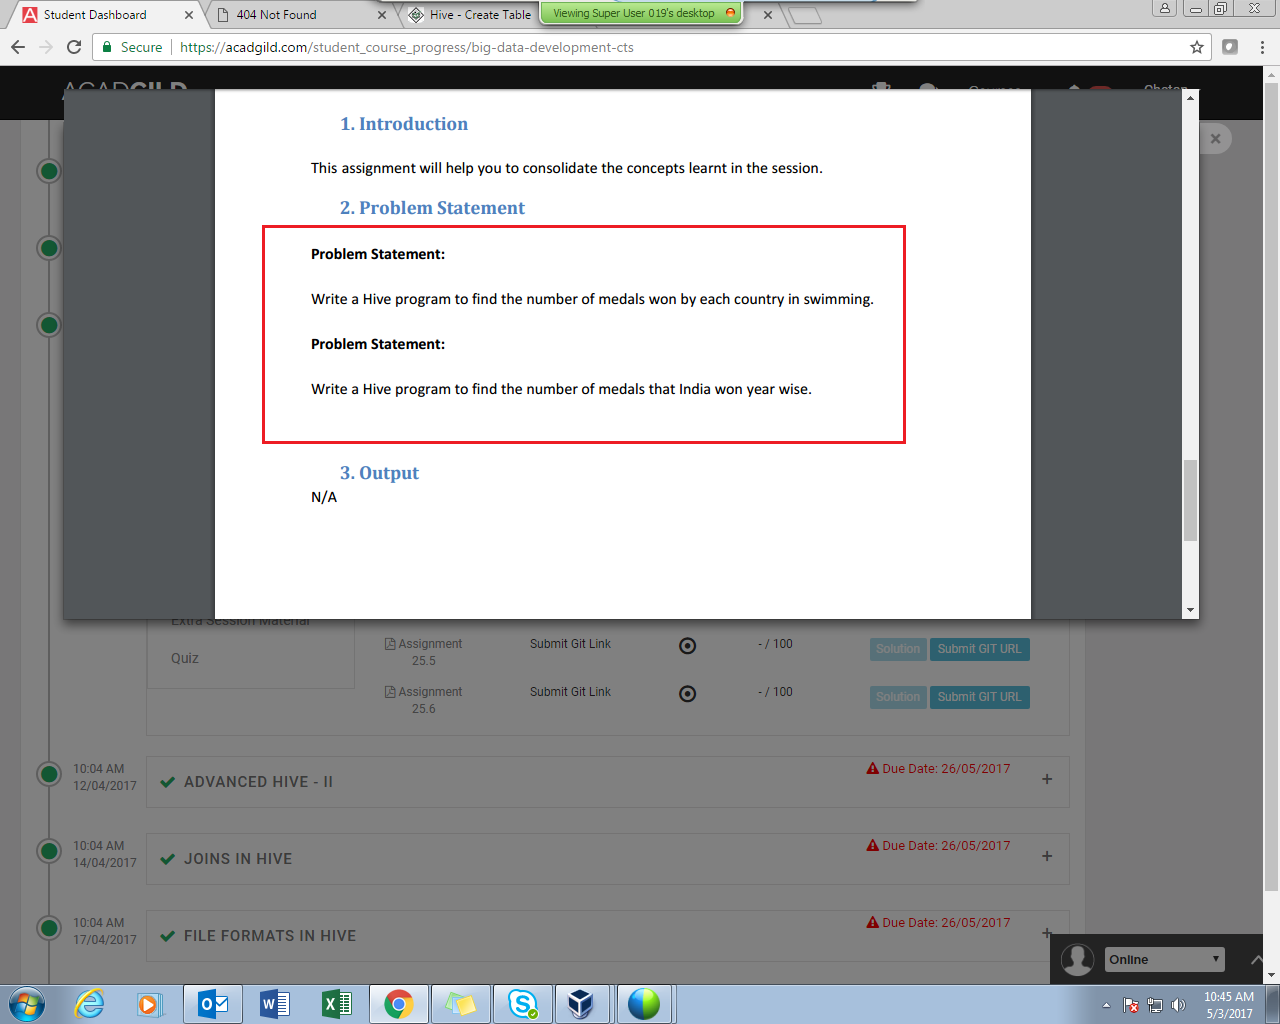 Student Dashboard
404 Not Found
Hive - Create Table
Viewing Super User 019's desktop
Secure
https://acadgild.com/student_course_progress/big-data-development-cts
ACADGILD
1. Introduction
This assignment will help you to consolidate the concepts learnt in the session.
2. Problem Statement
Problem Statement:
Write a Hive program to find the number of medals won by each country in swimming.
Problem Statement:
Write a Hive program to find the number of medals that India won year wise.
3. Output
N/A
Extra Session Material
Quiz
Assignment 25.5
Submit Git Link
- / 100
Solution
Submit GIT URL
Assignment 25.6
Submit Git Link
- / 100
Solution
Submit GIT URL
10:04 AM
12/04/2017
ADVANCED HIVE - II
Due Date: 26/05/2017
+
10:04 AM
14/04/2017
JOINS IN HIVE
Due Date: 26/05/2017
+
10:04 AM
17/04/2017
FILE FORMATS IN HIVE
Due Date: 26/05/2017
+
Online
10:45 AM
5/3/2017